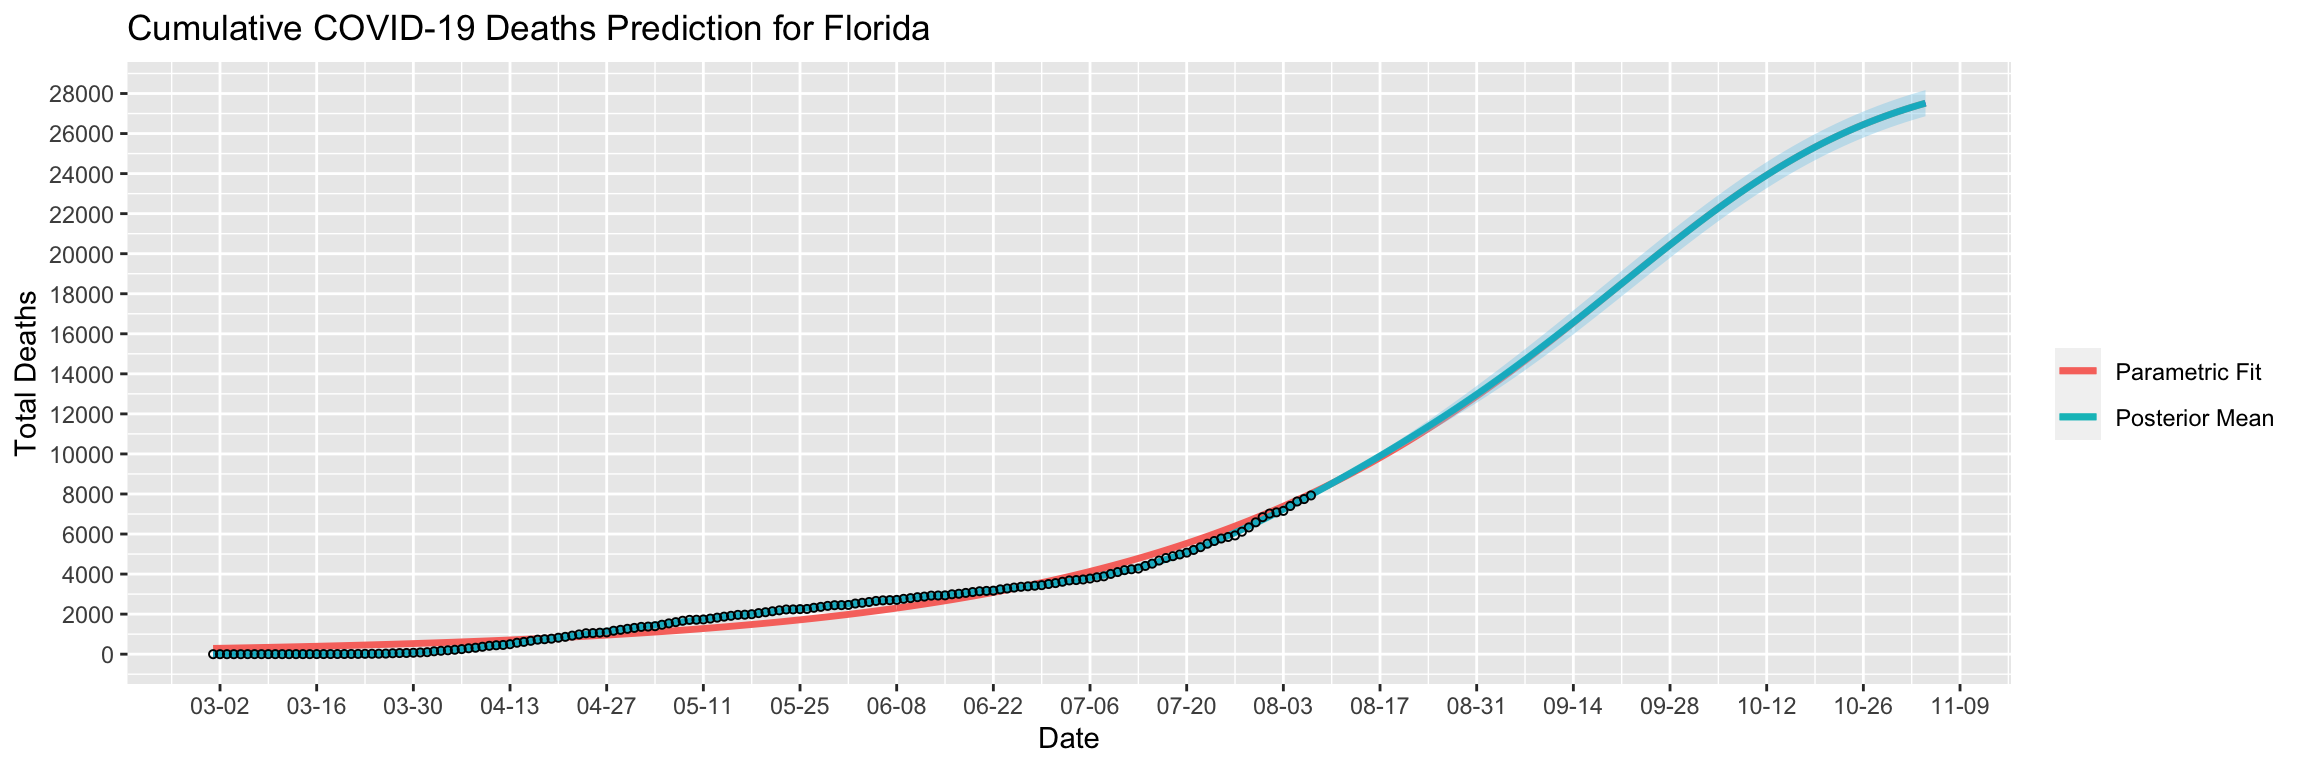 Cumulative COVID-19 Deaths Prediction for Florida
Total Deaths
28000
26000
24000
22000
20000
18000
16000
14000
12000
10000
8000
6000
4000
2000
0
03-02 03-16 03-30 04-13 04-27 05-11 05-25 06-08 06-22 07-06 07-20 08-03 08-17 08-31 09-14 09-28 10-12 10-26 11-09
Date
Parametric Fit
Posterior Mean